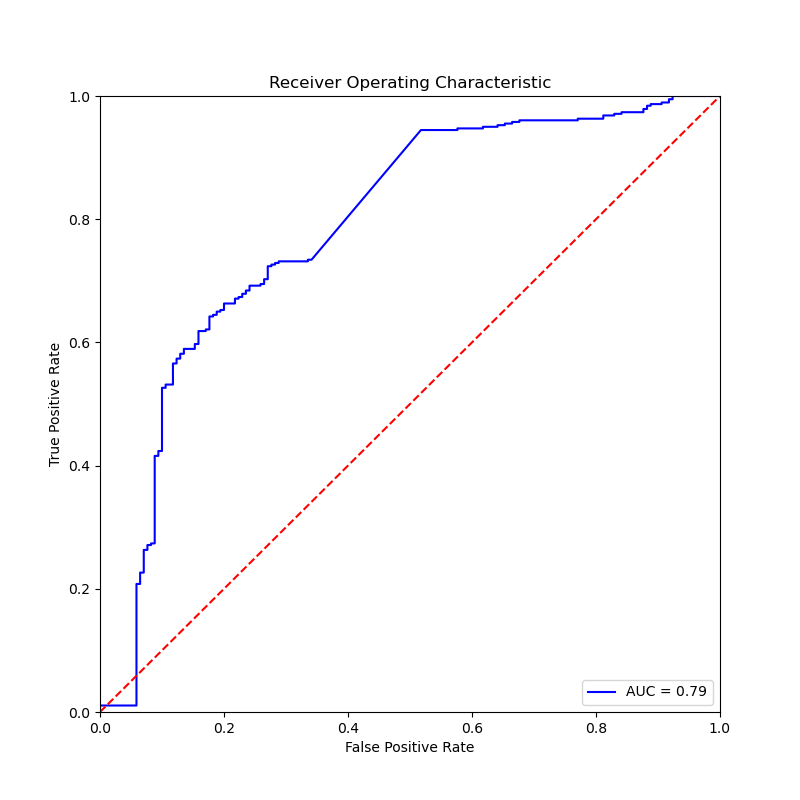 Receiver Operating Characteristic
1.0
0.8
0.6
0.4
0.2
0.0
True Positive Rate
AUC = 0.79
0.0 0.2 0.4 0.6 0.8 1.0
False Positive Rate